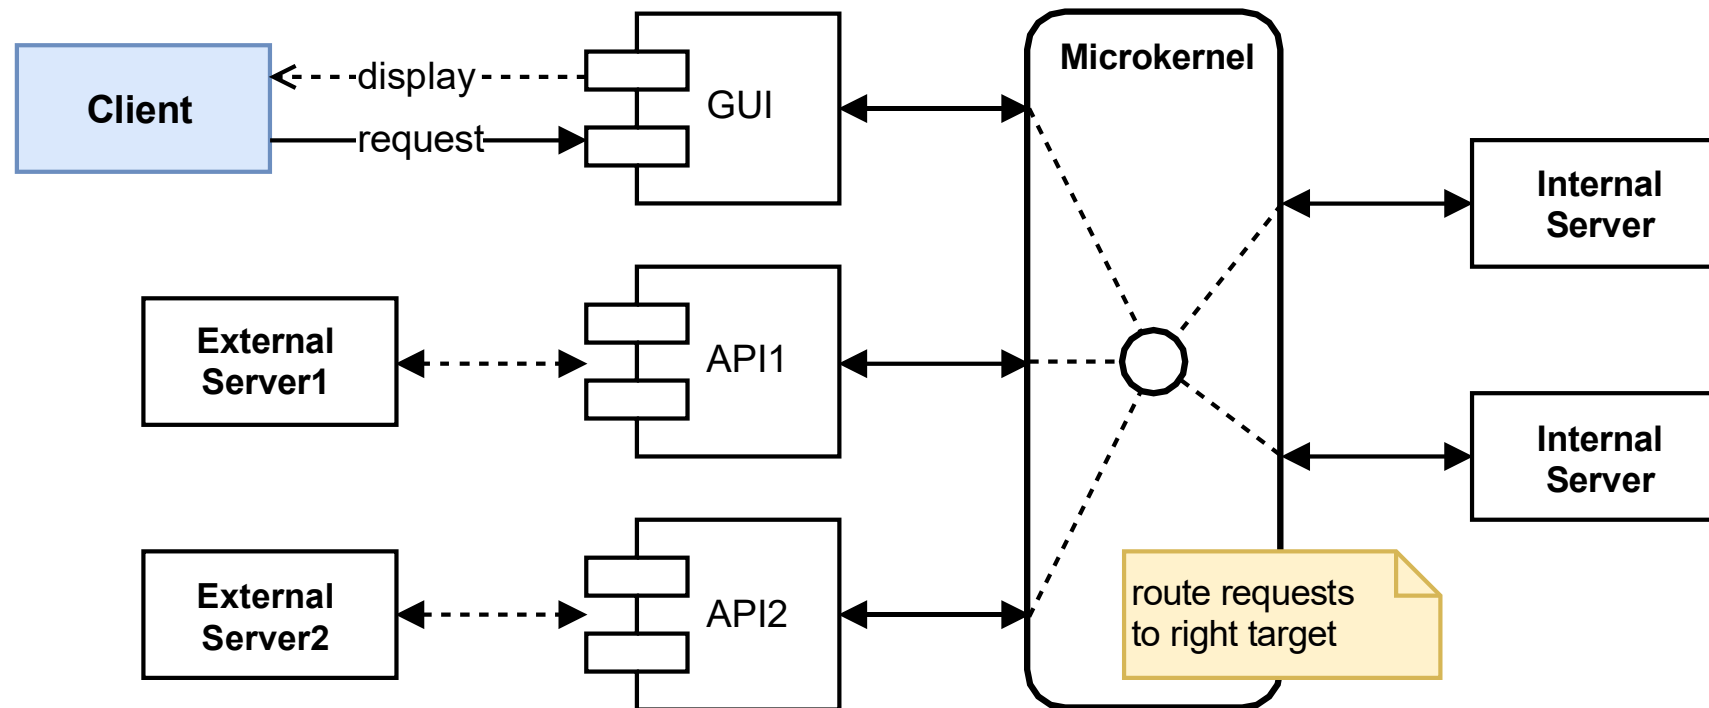 Microkernel
Client
display
request
GUI
Internal
Server
External
Server1
API1
Internal
Server
External
Server2
API2
route requests
to right target